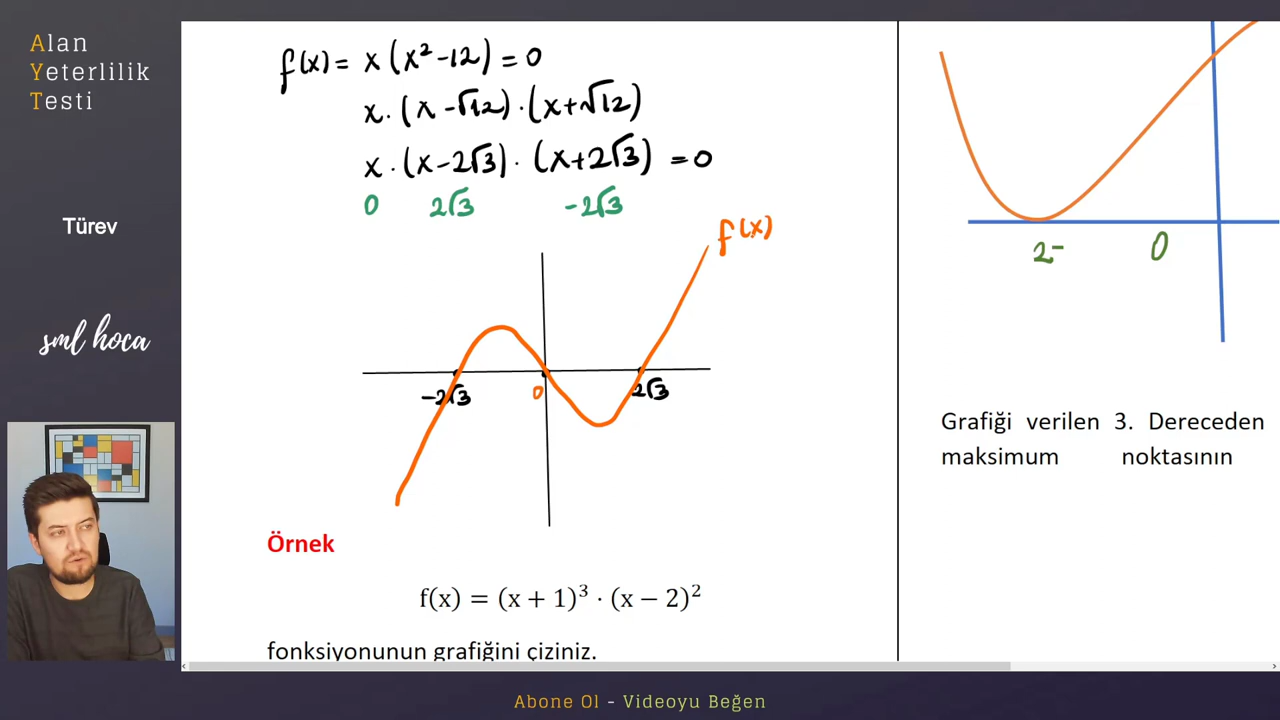 Alan
Yeterlilik
Testi
Türev
sml hoca
f(x) = x (x² -12) = 0
x. (x -√12) . (x+√12)
x . (x-2√3) . (x+2√3) = 0
0 2√3 -2√3
f(x)
-2√3 0 2√3
Örnek
f(x) = (x + 1)³ · (x − 2)²
fonksiyonunun grafiğini çiziniz.
2- 0
Grafiği verilen 3. Dereceden
maksimum noktasının
Abone Ol - Videoyu Beğen